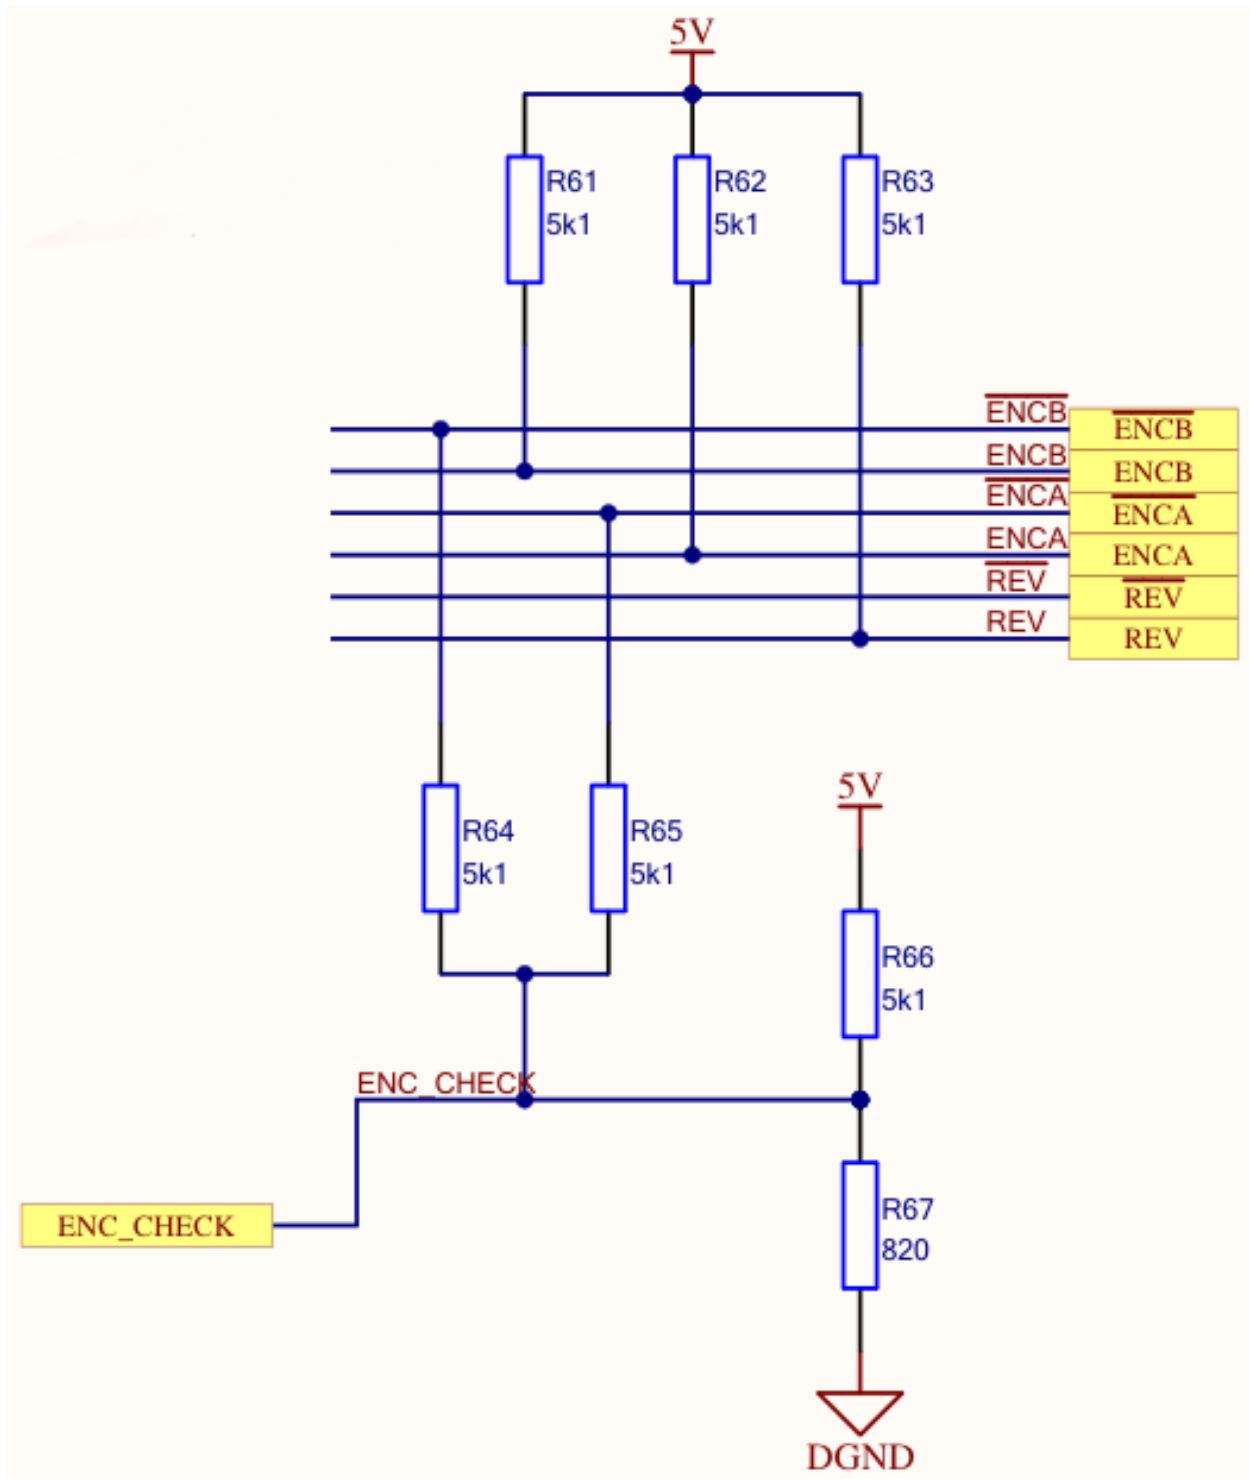 5V
R61
5k1
R62
5k1
R63
5k1
ENCB
ENCB
ENCB
ENCB
ENCA
ENCA
ENCA
ENCA
REV
REV
REV
REV
5V
R64
5k1
R65
5k1
R66
5k1
ENC_CHECK
ENC_CHECK
R67
820
DGND